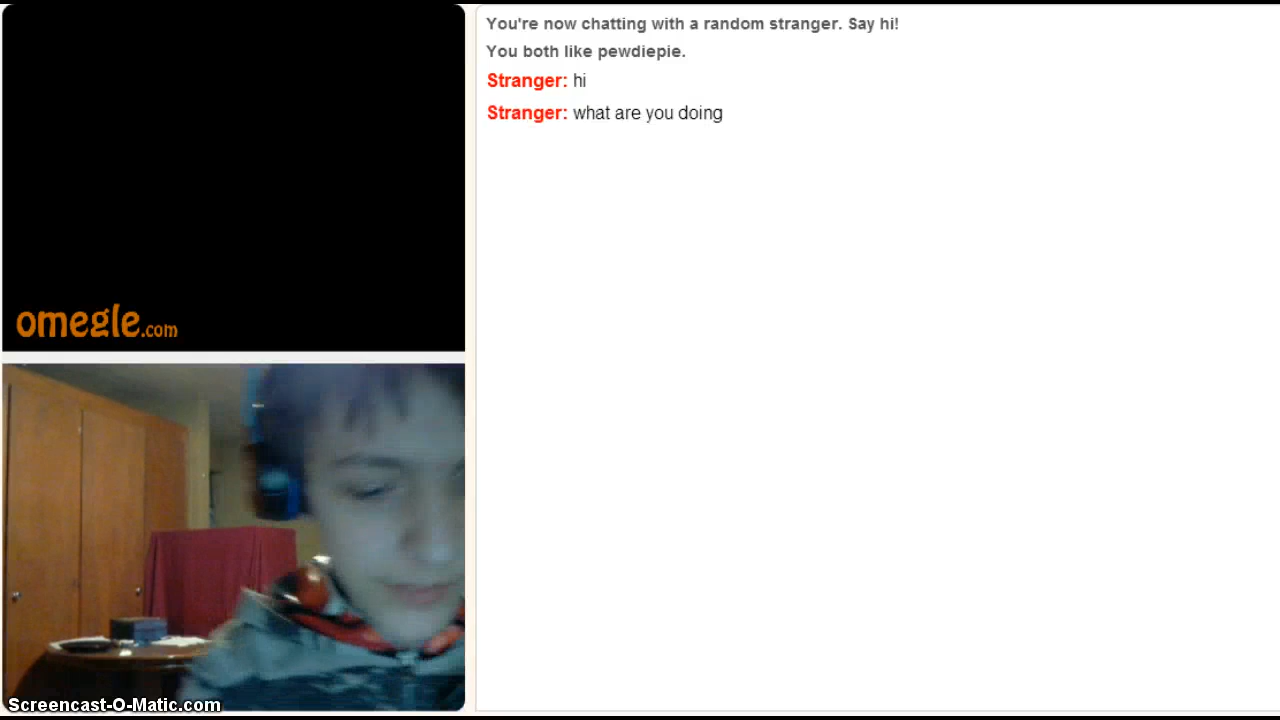 You're now chatting with a random stranger. Say hi!
You both like pewdiepie.
Stranger: hi
Stranger: what are you doing
omegle.com
Screencast-O-Matic.com